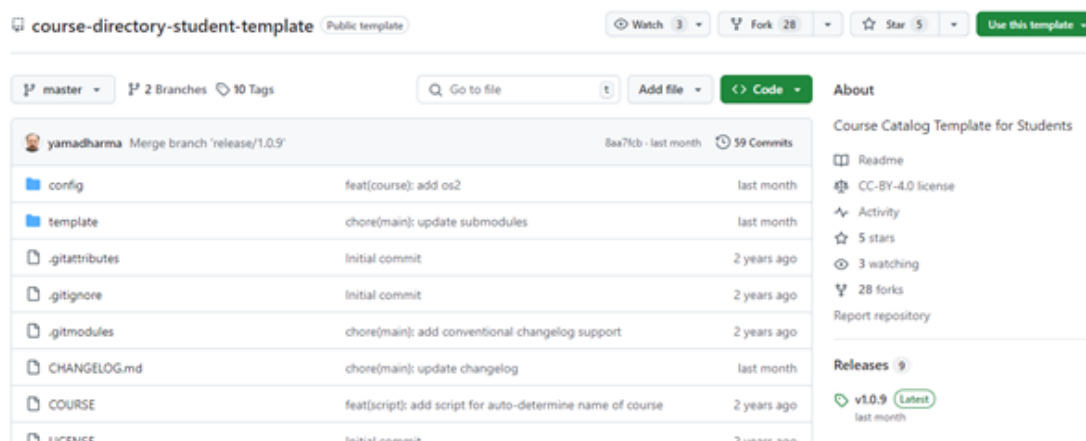 course-directory-student-template Public template Watch 3 Fork 28 Star 5 Use this template
master 2 Branches 10 Tags Go to file t Add file Code
yamadharma Merge branch 'release/1.0.9' 8aa7fcb · last month 59 Commits
config feat(course): add os2 last month
template chore(main): update submodules last month
.gitattributes Initial commit 2 years ago
.gitignore Initial commit 2 years ago
.gitmodules chore(main): add conventional changelog support 2 years ago
CHANGELOG.md chore(main): update changelog last month
COURSE feat(script): add script for auto-determine name of course 2 years ago
LICENSE Initial commit 2 years ago
About
Course Catalog Template for Students
Readme
CC-BY-4.0 license
Activity
5 stars
3 watching
28 forks
Report repository
Releases 9
v1.0.9 Latest
last month